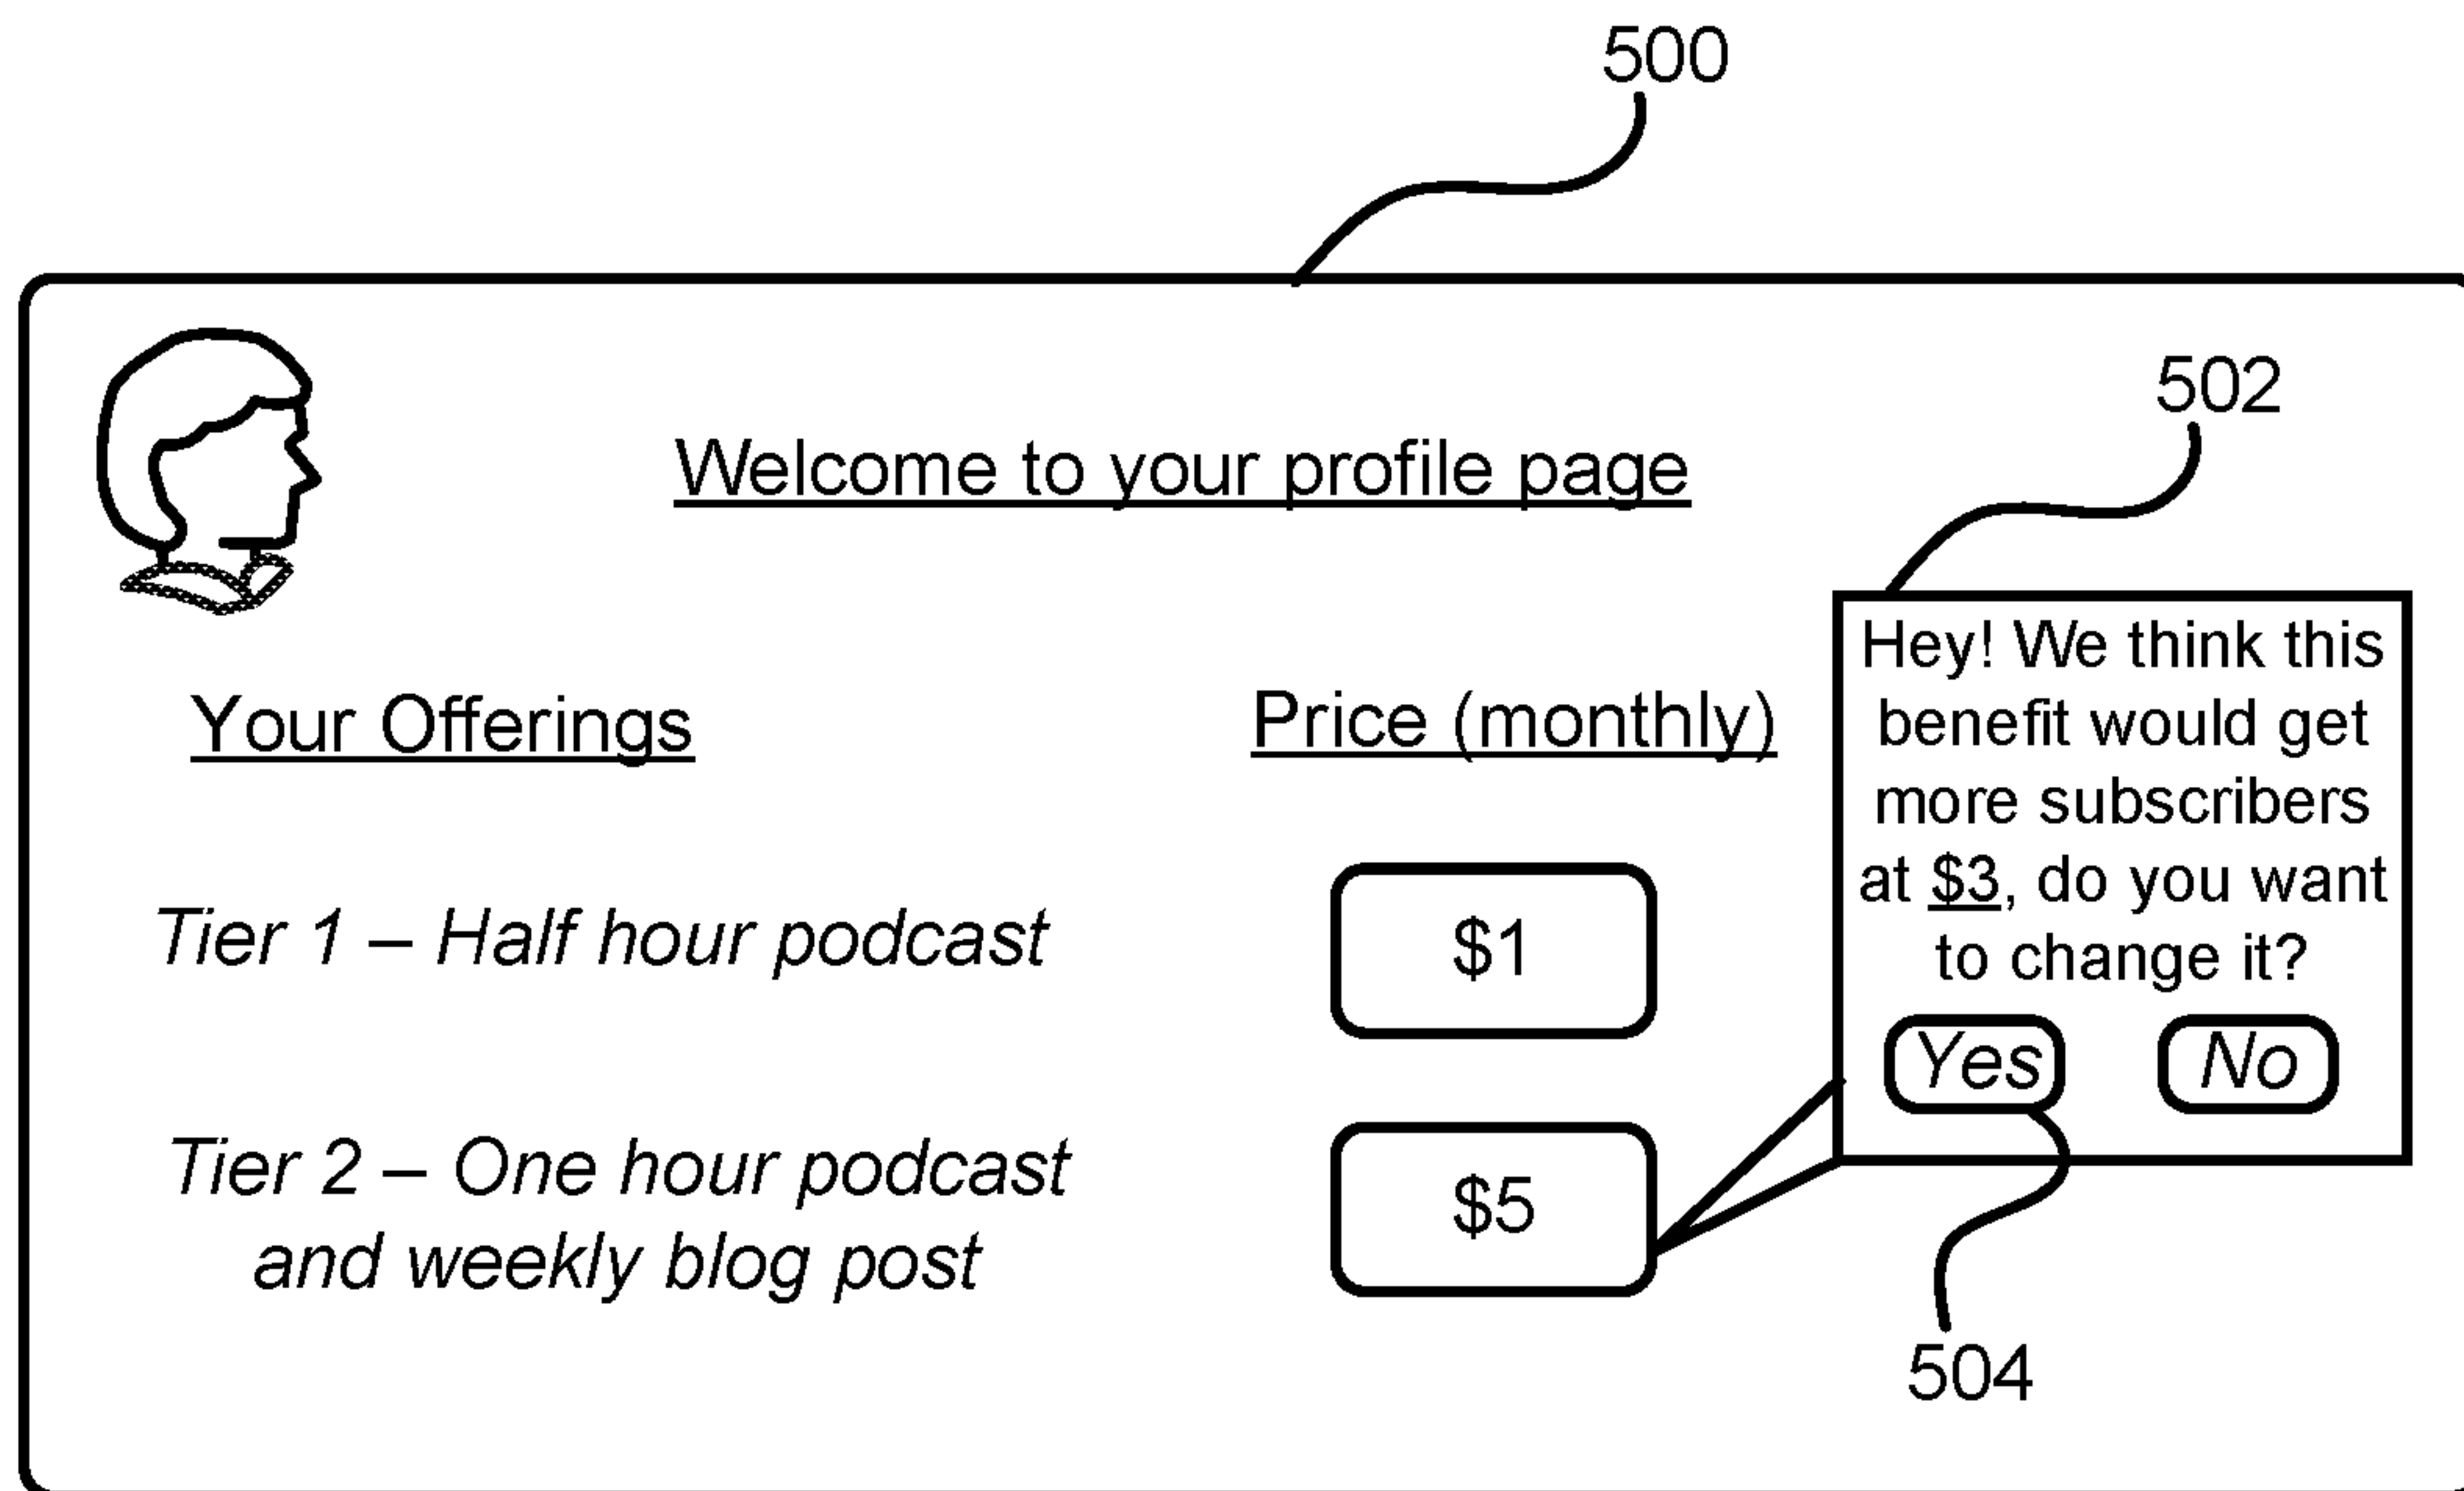 500
502
Welcome to your profile page
Hey! We think this
benefit would get
more subscribers
at $3, do you want
to change it?
Yes
No
504
Your Offerings
Price (monthly)
Tier 1 – Half hour podcast
$1
Tier 2 – One hour podcast
and weekly blog post
$5